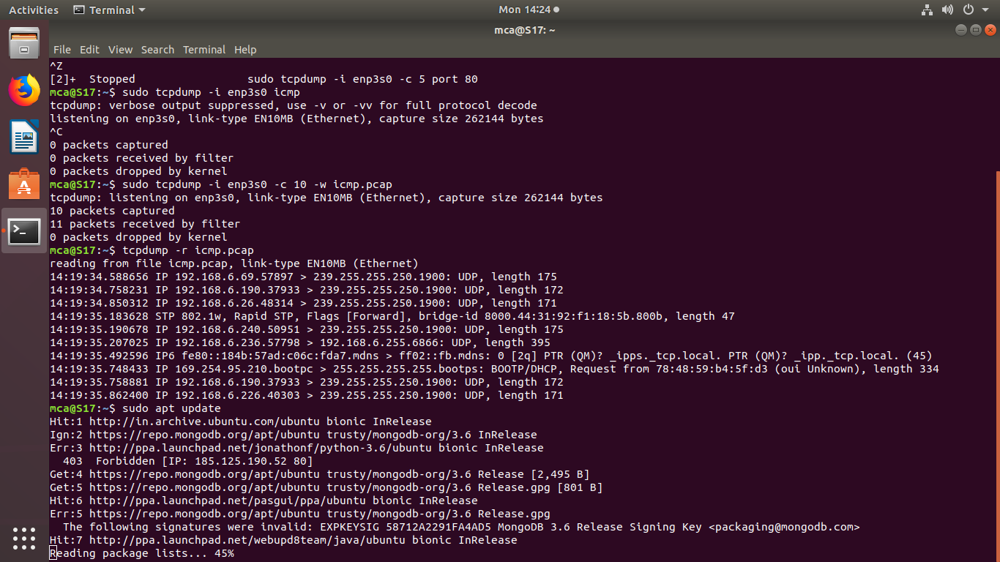 Activities Terminal Mon 14:24
mca@S17: ~
File Edit View Search Terminal Help
^Z
[2]+  Stopped                 sudo tcpdump -i enp3s0 -c 5 port 80
mca@S17:~$ sudo tcpdump -i enp3s0 icmp
tcpdump: verbose output suppressed, use -v or -vv for full protocol decode
listening on enp3s0, link-type EN10MB (Ethernet), capture size 262144 bytes
^C
0 packets captured
0 packets received by filter
0 packets dropped by kernel
mca@S17:~$ sudo tcpdump -i enp3s0 -c 10 -w icmp.pcap
tcpdump: listening on enp3s0, link-type EN10MB (Ethernet), capture size 262144 bytes
10 packets captured
11 packets received by filter
0 packets dropped by kernel
mca@S17:~$ tcpdump -r icmp.pcap
reading from file icmp.pcap, link-type EN10MB (Ethernet)
14:19:34.588656 IP 192.168.6.69.57897 > 239.255.255.250.1900: UDP, length 175
14:19:34.758231 IP 192.168.6.190.37933 > 239.255.255.250.1900: UDP, length 172
14:19:34.850312 IP 192.168.6.26.48314 > 239.255.255.250.1900: UDP, length 171
14:19:35.183628 STP 802.1w, Rapid STP, Flags [Forward], bridge-id 8000.44:31:92:f1:18:5b.800b, length 47
14:19:35.190678 IP 192.168.6.240.50951 > 239.255.255.250.1900: UDP, length 175
14:19:35.207025 IP 192.168.6.236.57798 > 192.168.6.255.6866: UDP, length 395
14:19:35.492596 IP6 fe80::184b:57ad:c06c:fda7.mdns > ff02::fb.mdns: 0 [2q] PTR (QM)? _ipps._tcp.local. PTR (QM)? _ipp._tcp.local. (45)
14:19:35.748433 IP 169.254.95.210.bootpc > 255.255.255.255.bootps: BOOTP/DHCP, Request from 78:48:59:b4:5f:d3 (oui Unknown), length 334
14:19:35.758881 IP 192.168.6.190.37933 > 239.255.255.250.1900: UDP, length 172
14:19:35.862400 IP 192.168.6.226.40303 > 239.255.255.250.1900: UDP, length 171
mca@S17:~$ sudo apt update
Hit:1 http://in.archive.ubuntu.com/ubuntu bionic InRelease
Ign:2 https://repo.mongodb.org/apt/ubuntu trusty/mongodb-org/3.6 InRelease
Err:3 http://ppa.launchpad.net/jonathonf/python-3.6/ubuntu bionic InRelease
  403  Forbidden [IP: 185.125.190.52 80]
Get:4 https://repo.mongodb.org/apt/ubuntu trusty/mongodb-org/3.6 Release [2,495 B]
Get:5 https://repo.mongodb.org/apt/ubuntu trusty/mongodb-org/3.6 Release.gpg [801 B]
Hit:6 http://ppa.launchpad.net/pasgui/ppa/ubuntu bionic InRelease
Err:5 https://repo.mongodb.org/apt/ubuntu trusty/mongodb-org/3.6 Release.gpg
  The following signatures were invalid: EXPKEYSIG 58712A2291FA4AD5 MongoDB 3.6 Release Signing Key <packaging@mongodb.com>
Hit:7 http://ppa.launchpad.net/webupd8team/java/ubuntu bionic InRelease
Reading package lists... 45%